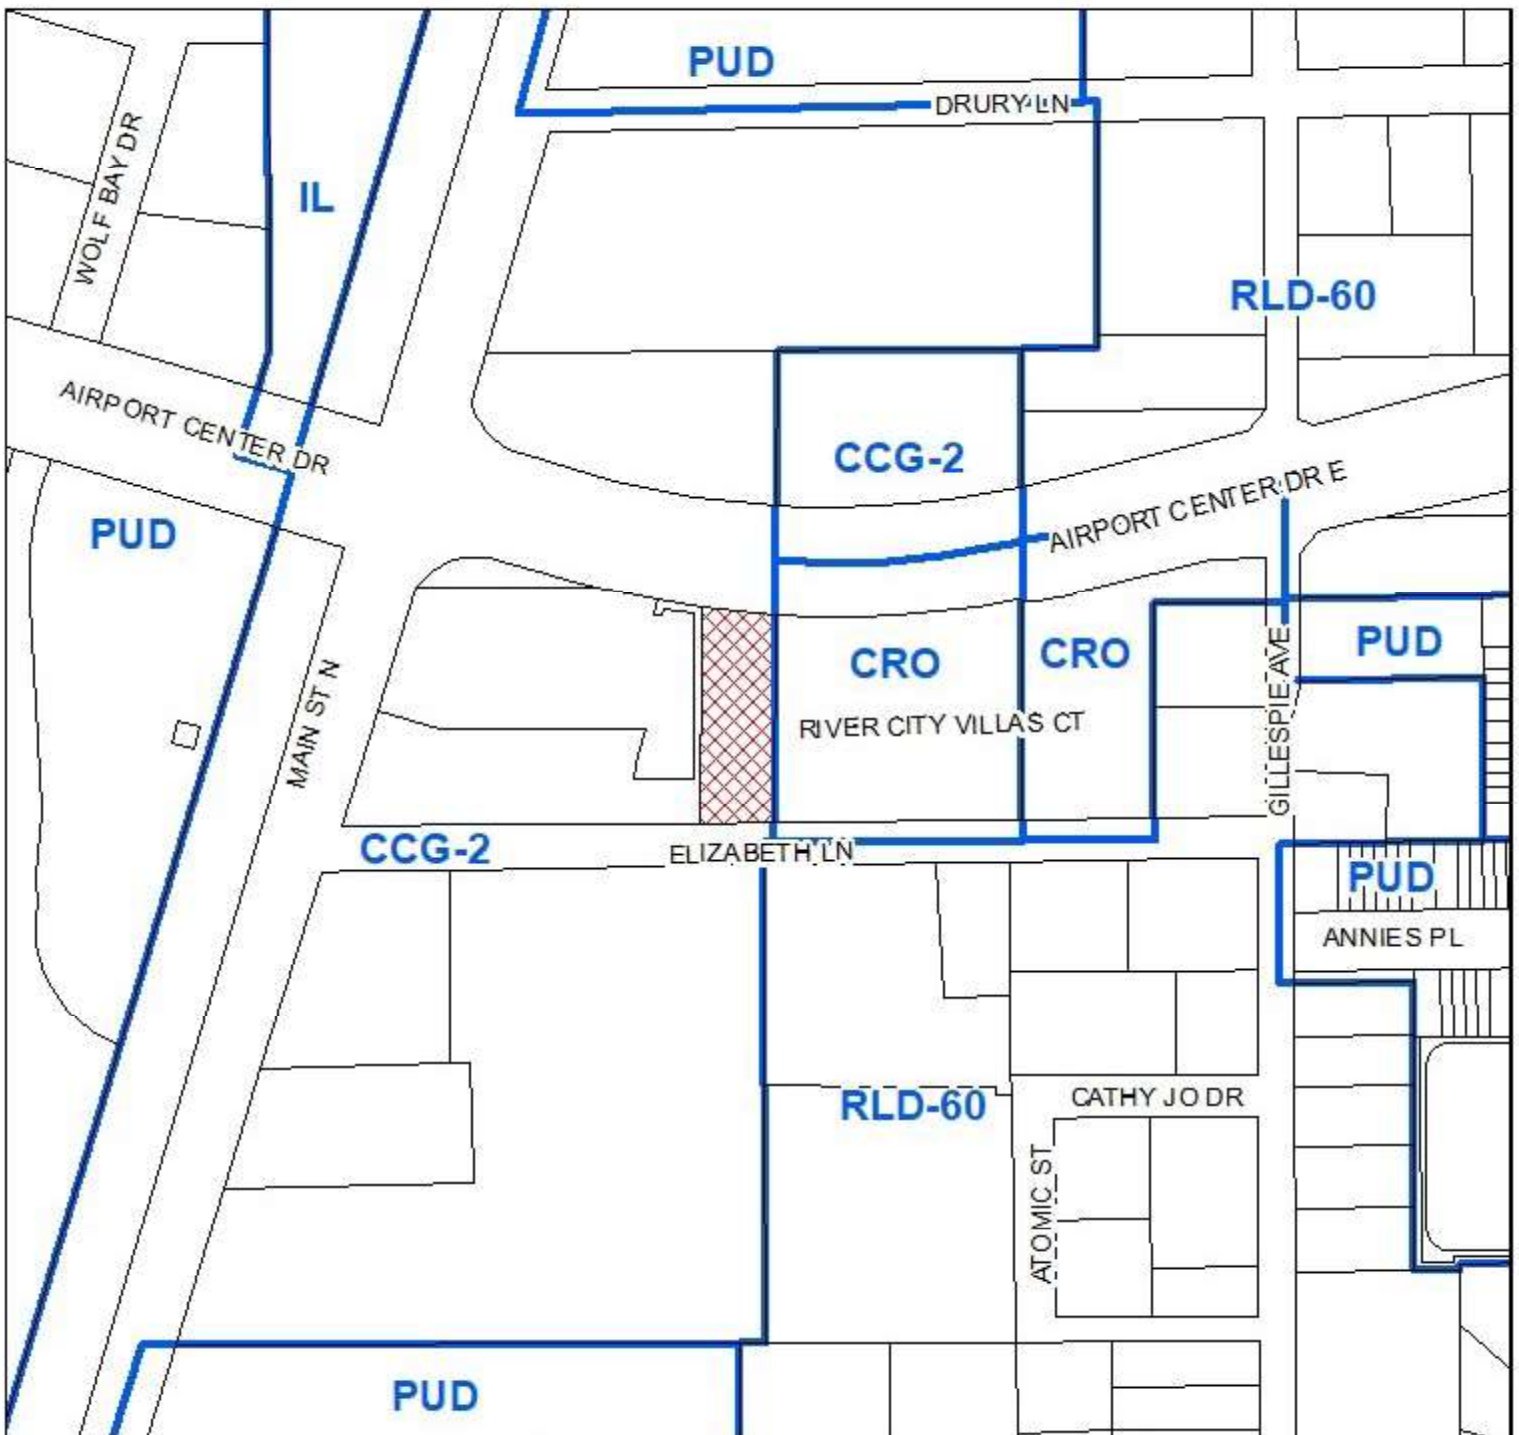 PUD
DRURY LN
WOLF BAY DR
IL
RLD-60
AIRPORT CENTER DR
CCG-2
AIRPORT CENTER DR E
PUD
CRO
CRO
PUD
MAIN ST N
RIVER CITY VILLAS CT
GILLESPIE AVE
CCG-2
ELIZABETH LN
PUD
ANNIES PL
RLD-60
CATHY JO DR
ATOMIC ST
PUD